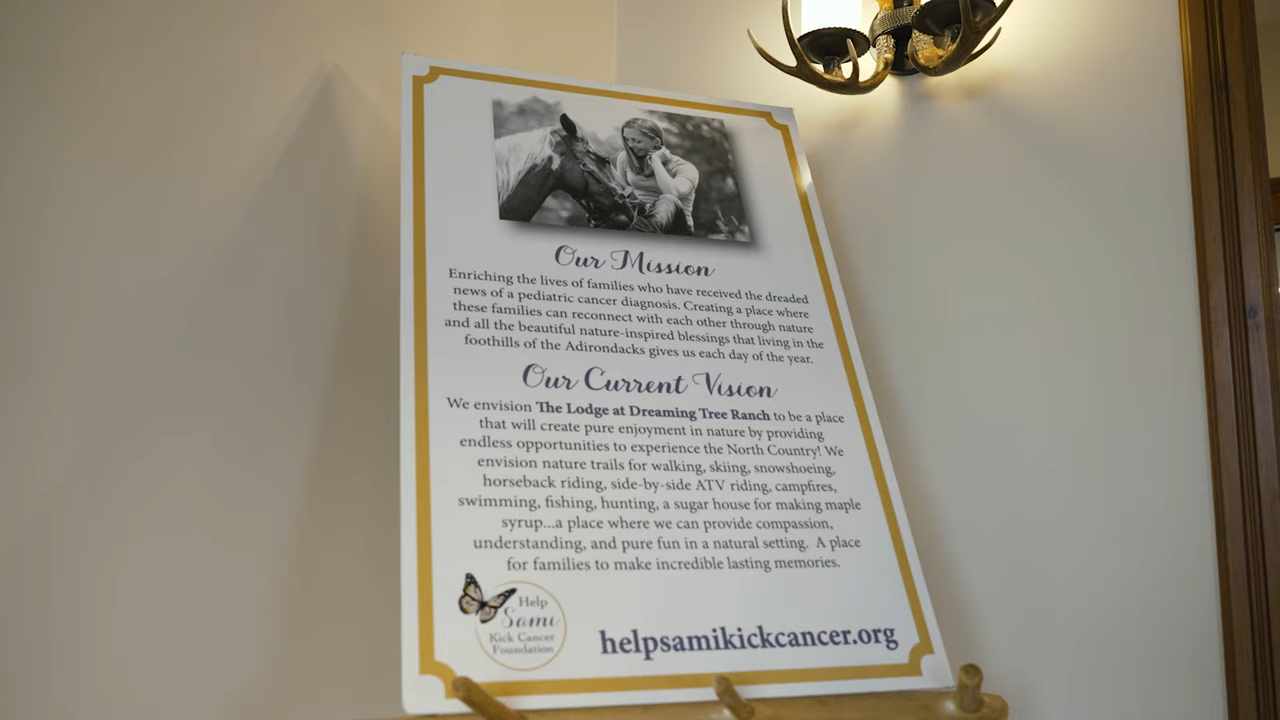 Our Mission
Enriching the lives of families who have received the dreaded
news of a pediatric cancer diagnosis. Creating a place where
these families can reconnect with each other through nature
and all the beautiful nature-inspired blessings that living in the
foothills of the Adirondacks gives us each day of the year.
Our Current Vision
We envision The Lodge at Dreaming Tree Ranch to be a place
that will create pure enjoyment in nature by providing
endless opportunities to experience the North Country! We
envision nature trails for walking, skiing, snowshoeing,
horseback riding, side-by-side ATV riding, campfires,
swimming, fishing, hunting, a sugar house for making maple
syrup...a place where we can provide compassion,
understanding, and pure fun in a natural setting. A place
for families to make incredible lasting memories.
Help
Sami
Kick Cancer
Foundation
helpsamikickcancer.org